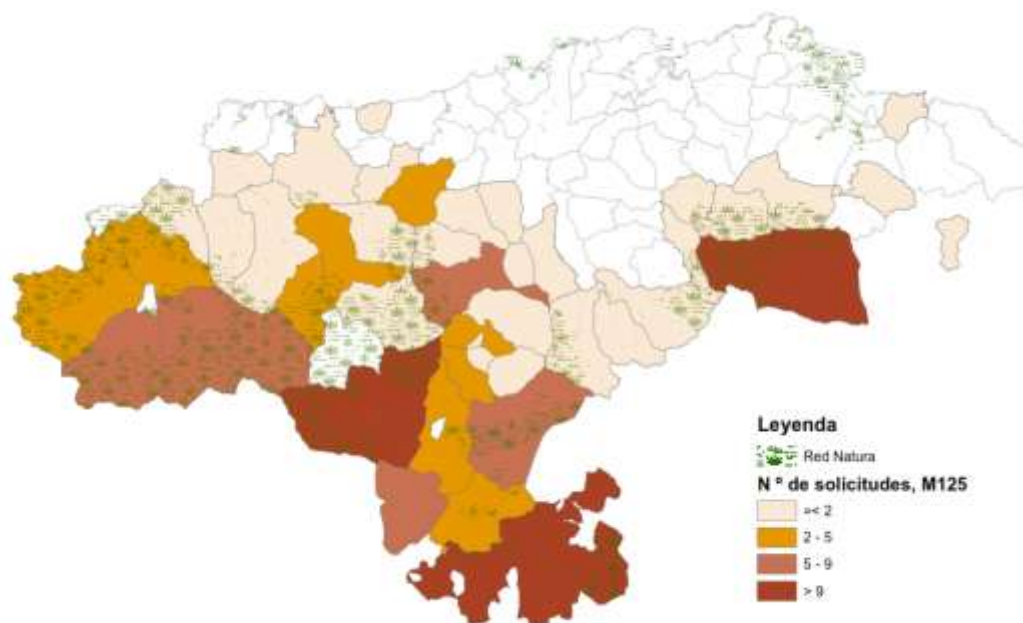 Leyenda
Red Natura
N º de solicitudes, M125
=< 2
2 - 5
5 - 9
> 9